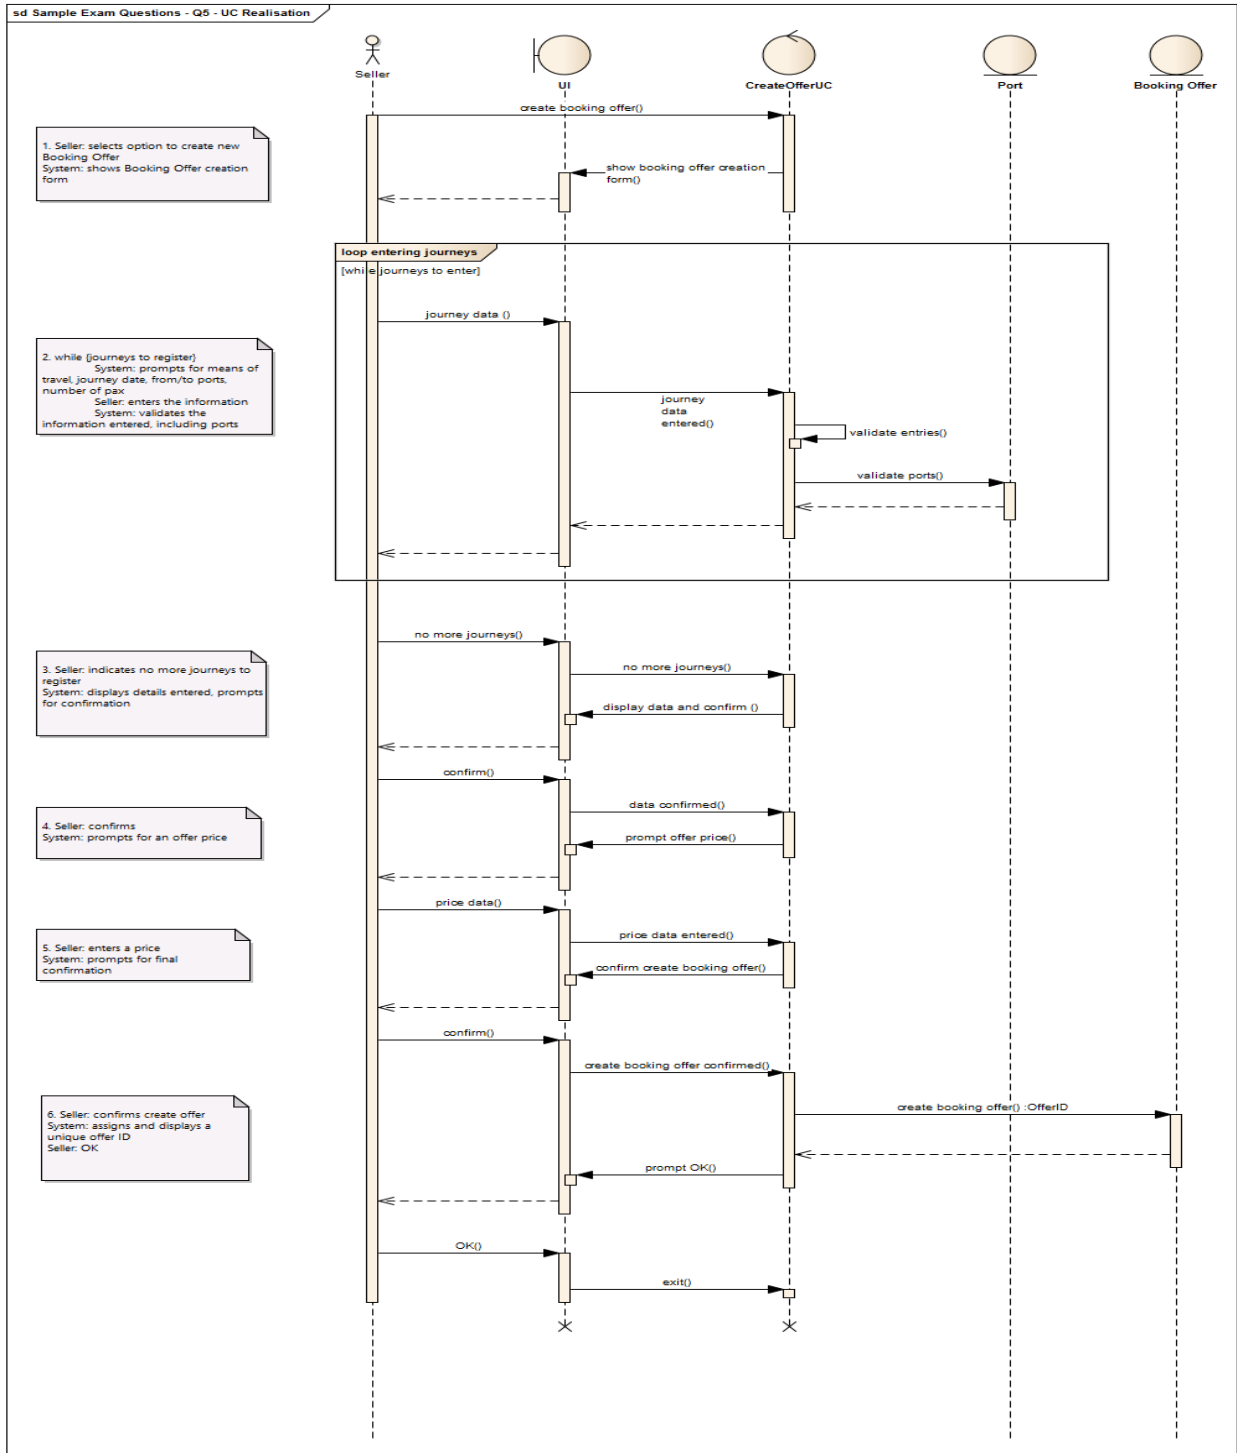 sd Sample Exam Questions - Q5 - UC Realisation
Seller
UI
CreateOfferUC
Port
Booking Offer
create booking offer()
1. Seller: selects option to create new
Booking Offer
System: shows Booking Offer creation
form
show booking offer creation
form()
loop entering journeys
[while journeys to enter]
journey data ()
2. while {journeys to register}
System: prompts for means of
travel, journey date, from/to ports,
number of pax
Seller: enters the information
System: validates the
information entered, including ports
journey
data
entered()
validate entries()
validate ports()
no more journeys()
3. Seller: indicates no more journeys to
register
System: displays details entered, prompts
for confirmation
no more journeys()
display data and confirm ()
confirm()
4. Seller: confirms
System: prompts for an offer price
data confirmed()
prompt offer price()
price data()
5. Seller: enters a price
System: prompts for final
confirmation
price data entered()
confirm create booking offer()
confirm()
create booking offer confirmed()
6. Seller: confirms create offer
System: assigns and displays a
unique offer ID
Seller: OK
create booking offer() :OfferID
prompt OK()
OK()
exit()